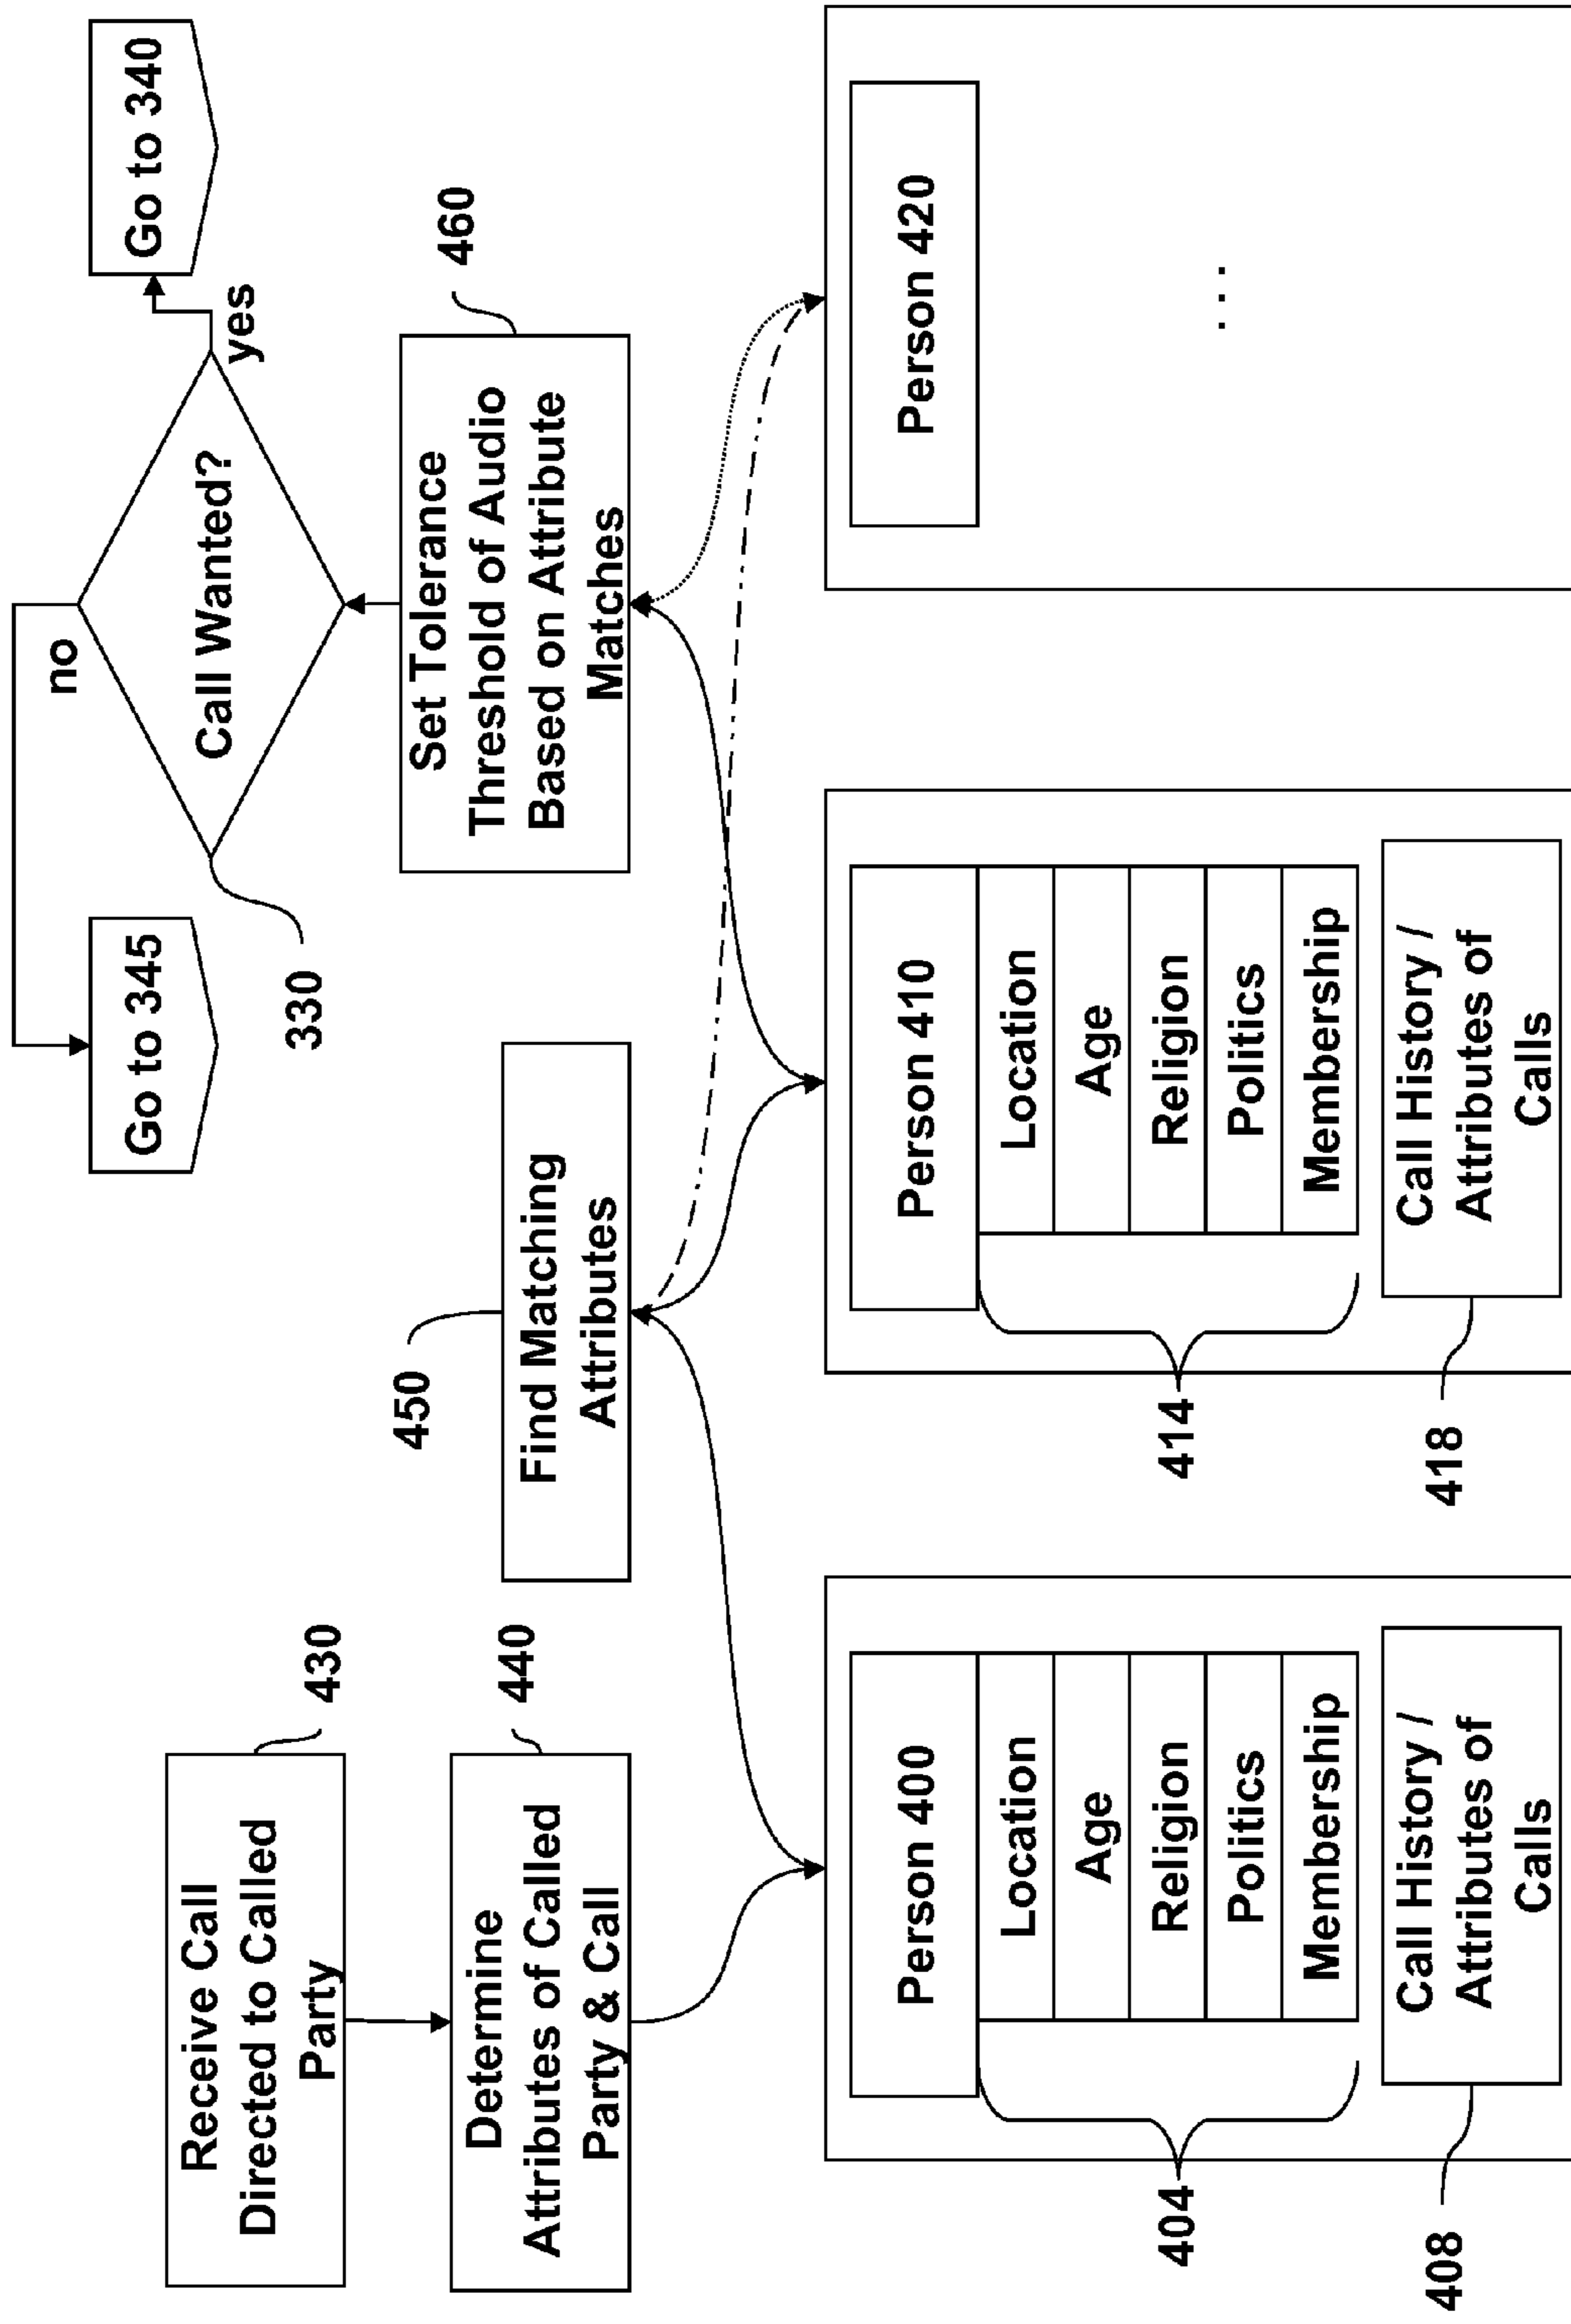 Receive Call
Directed to Called
Party
430
Determine
Attributes of Called
Party & Call
440
450
Find Matching
Attributes
Go to 345
no
330
Call Wanted?
yes
Go to 340
Set Tolerance
Threshold of Audio
Based on Attribute
Matches
460
Person 400
Location
Age
Religion
Politics
Membership
404
Call History /
Attributes of
Calls
408
Person 410
Location
Age
Religion
Politics
Membership
414
Call History /
Attributes of
Calls
418
Person 420
...